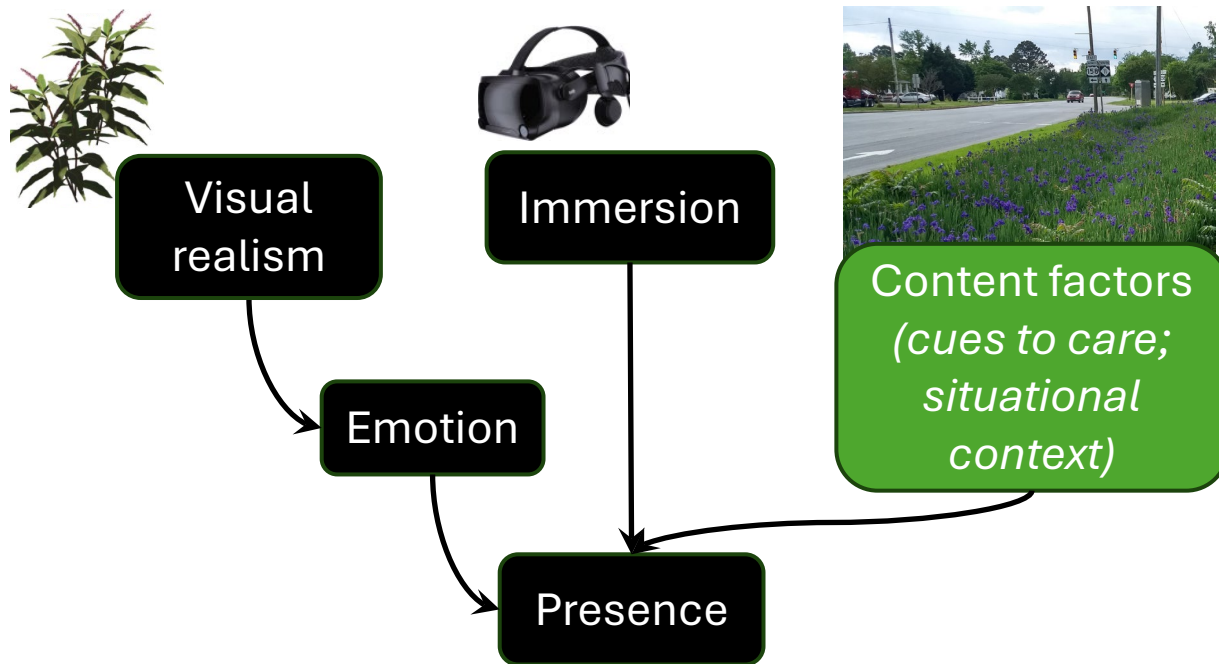 Visual
realism
Immersion
Content factors
(cues to care;
situational
context)
Emotion
Presence